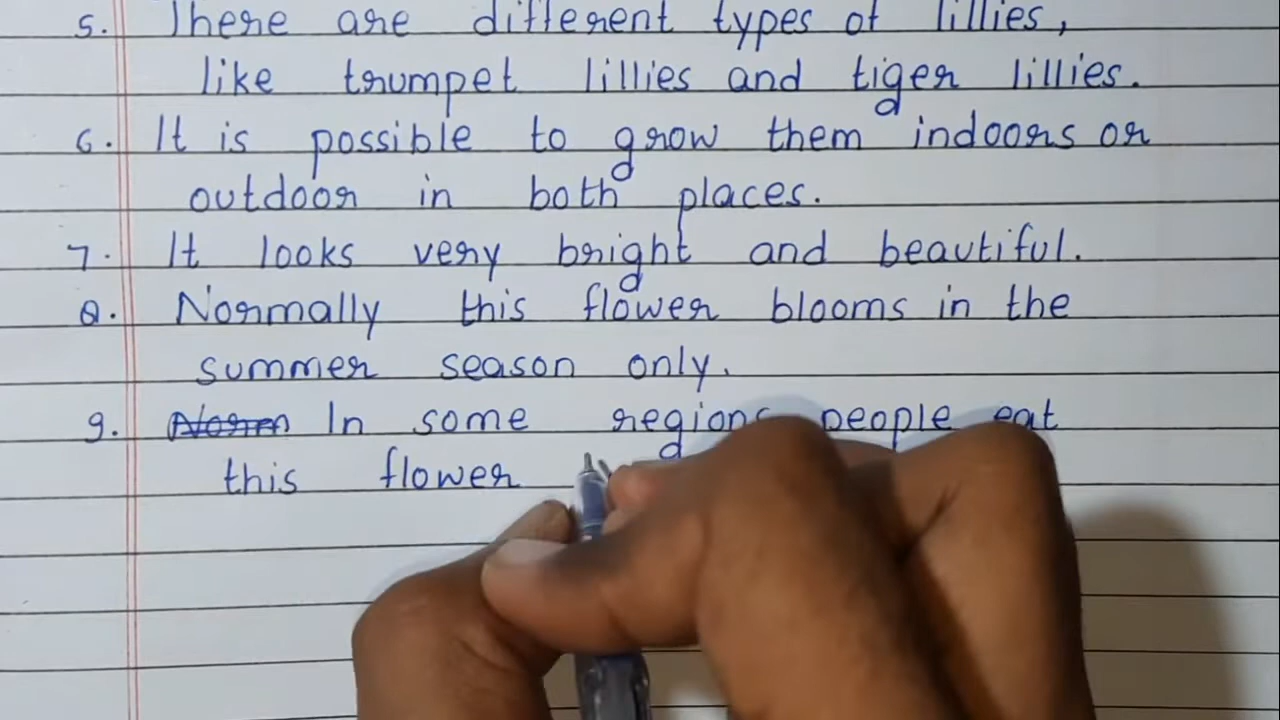 5. There are different types of lillies,
like trumpet lillies and tiger lillies.
6. It is possible to grow them indoors or
outdoor in both places.
7. It looks very bright and beautiful.
8. Normally this flower blooms in the
summer season only.
9. In some regions people eat
this flower